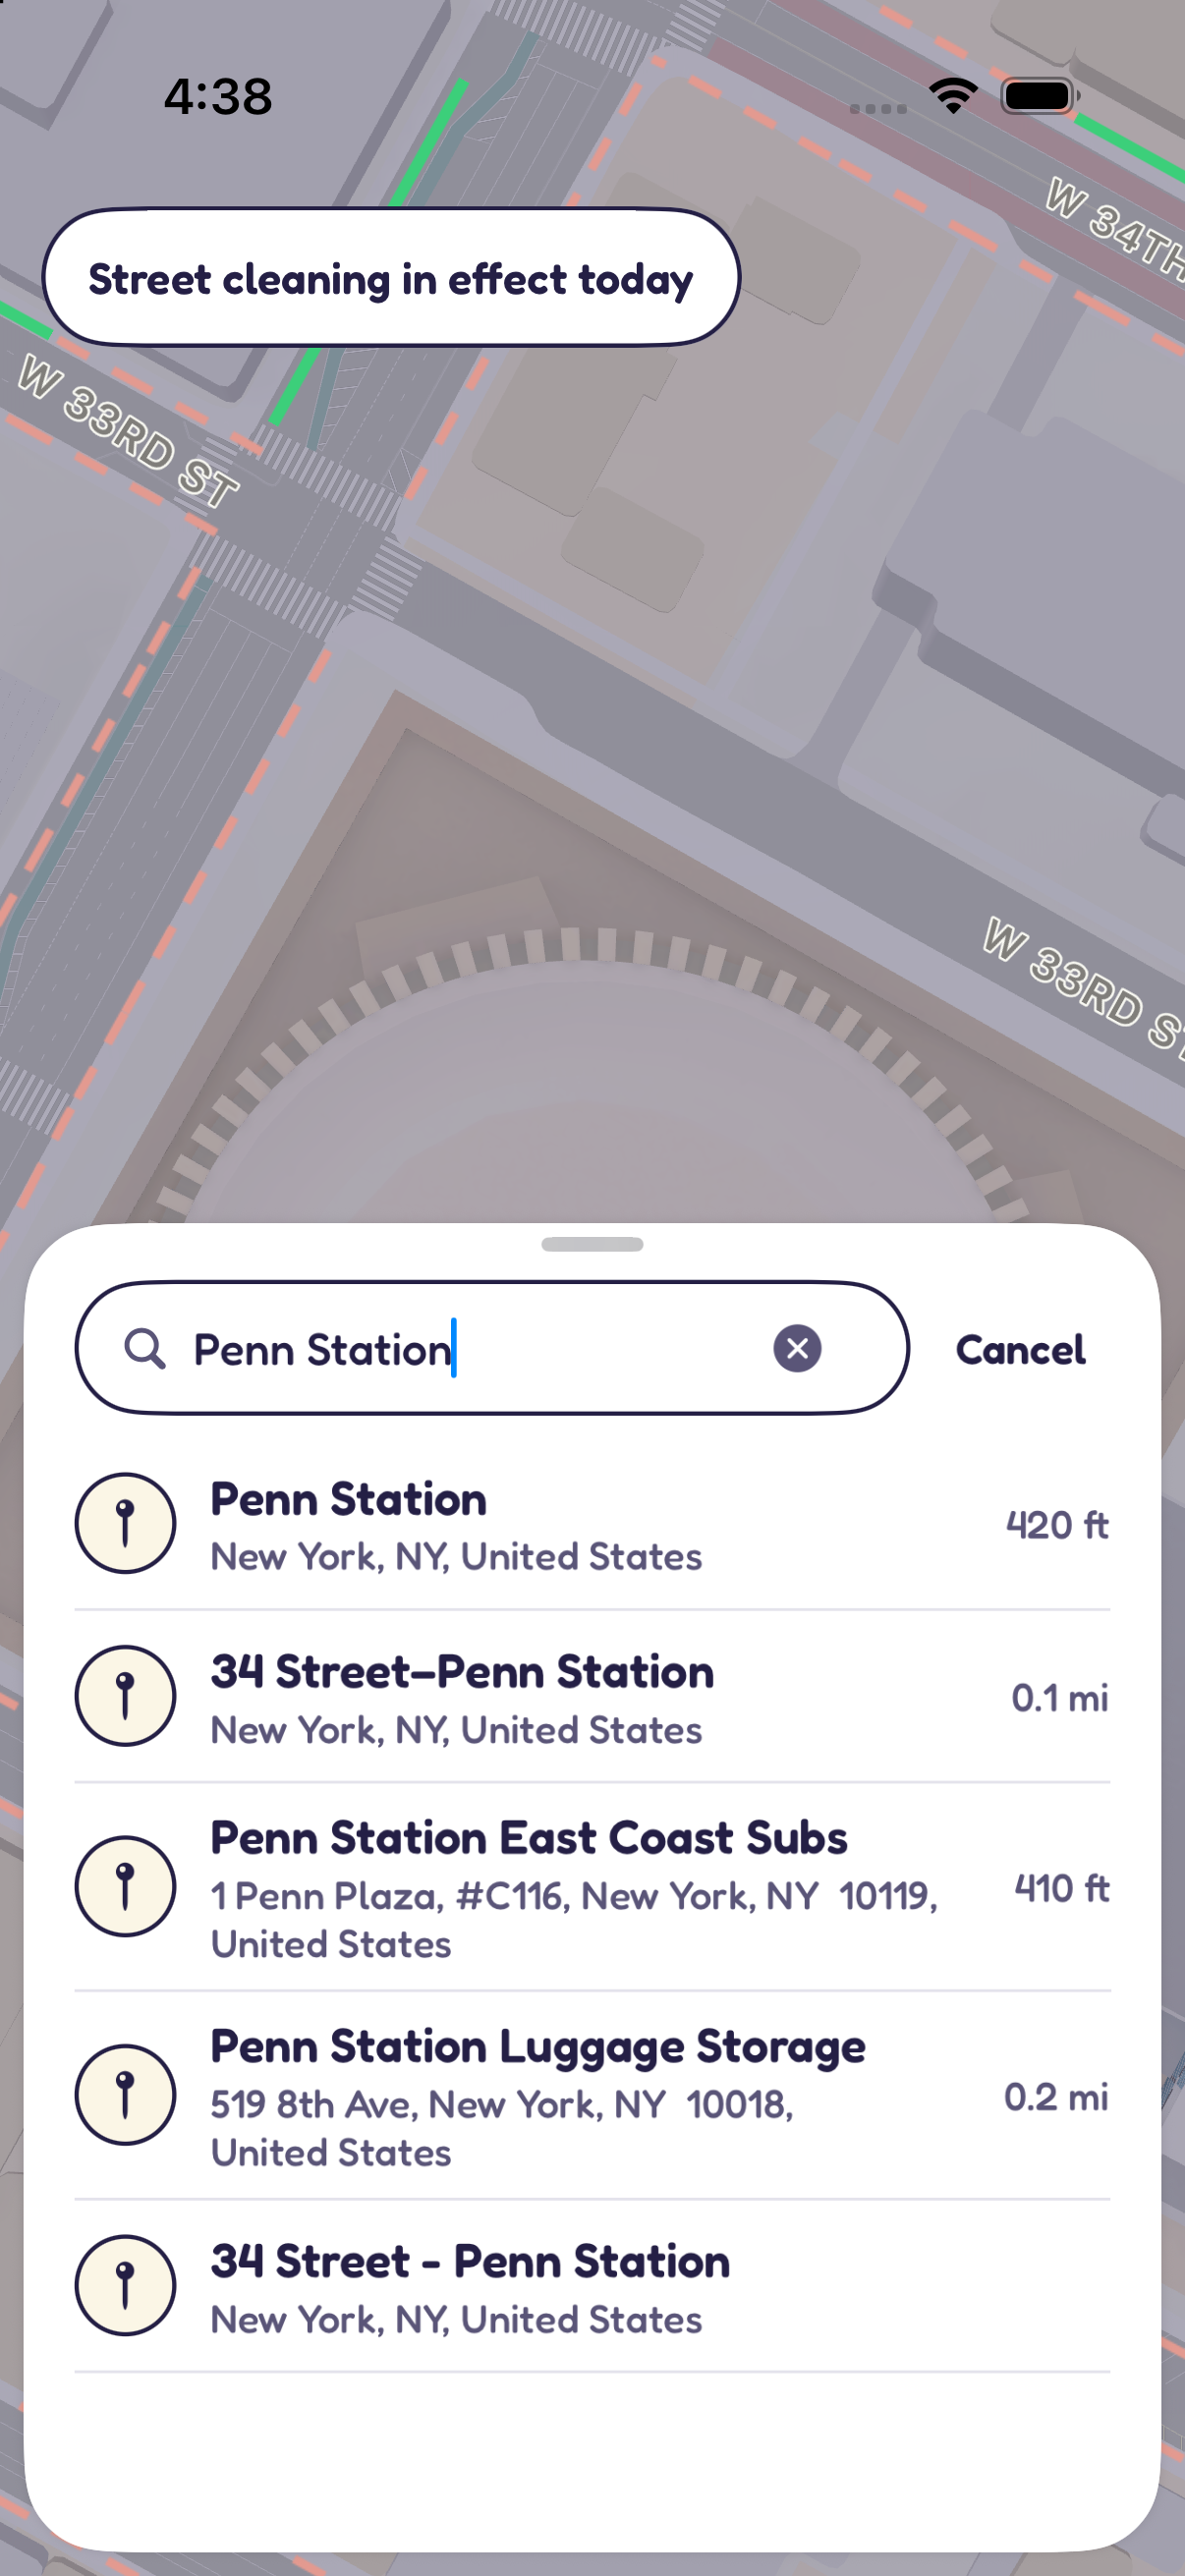 4:38
W 34TH
Street cleaning in effect today
W 33RD ST
W 33RD ST
Penn Station
Cancel
Penn Station
New York, NY, United States
420 ft
34 Street–Penn Station
New York, NY, United States
0.1 mi
Penn Station East Coast Subs
1 Penn Plaza, #C116, New York, NY  10119,
United States
410 ft
Penn Station Luggage Storage
519 8th Ave, New York, NY  10018,
United States
0.2 mi
34 Street - Penn Station
New York, NY, United States